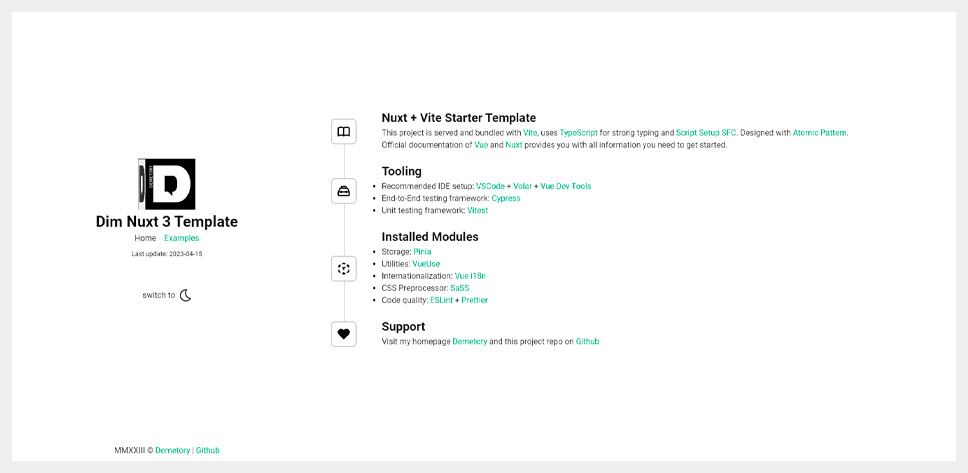 DEMETORY
Dim Nuxt 3 Template
Home Examples
Last update: 2023-04-15
switch to
Nuxt + Vite Starter Template
This project is served and bundled with Vite, uses TypeScript for strong typing and Script Setup SFC. Designed with Atomic Pattern.
Official documentation of Vue and Nuxt provides you with all information you need to get started.
Tooling
• Recommended IDE setup: VSCode + Volar + Vue Dev Tools
• End-to-End testing framework: Cypress
• Unit testing framework: Vitest
Installed Modules
• Storage: Pinia
• Utilities: VueUse
• Internationalization: Vue i18n
• CSS Preprocessor: SaSS
• Code quality: ESLint + Prettier
Support
Visit my homepage Demetory and this project repo on Github
MMXXIII © Demetory | Github